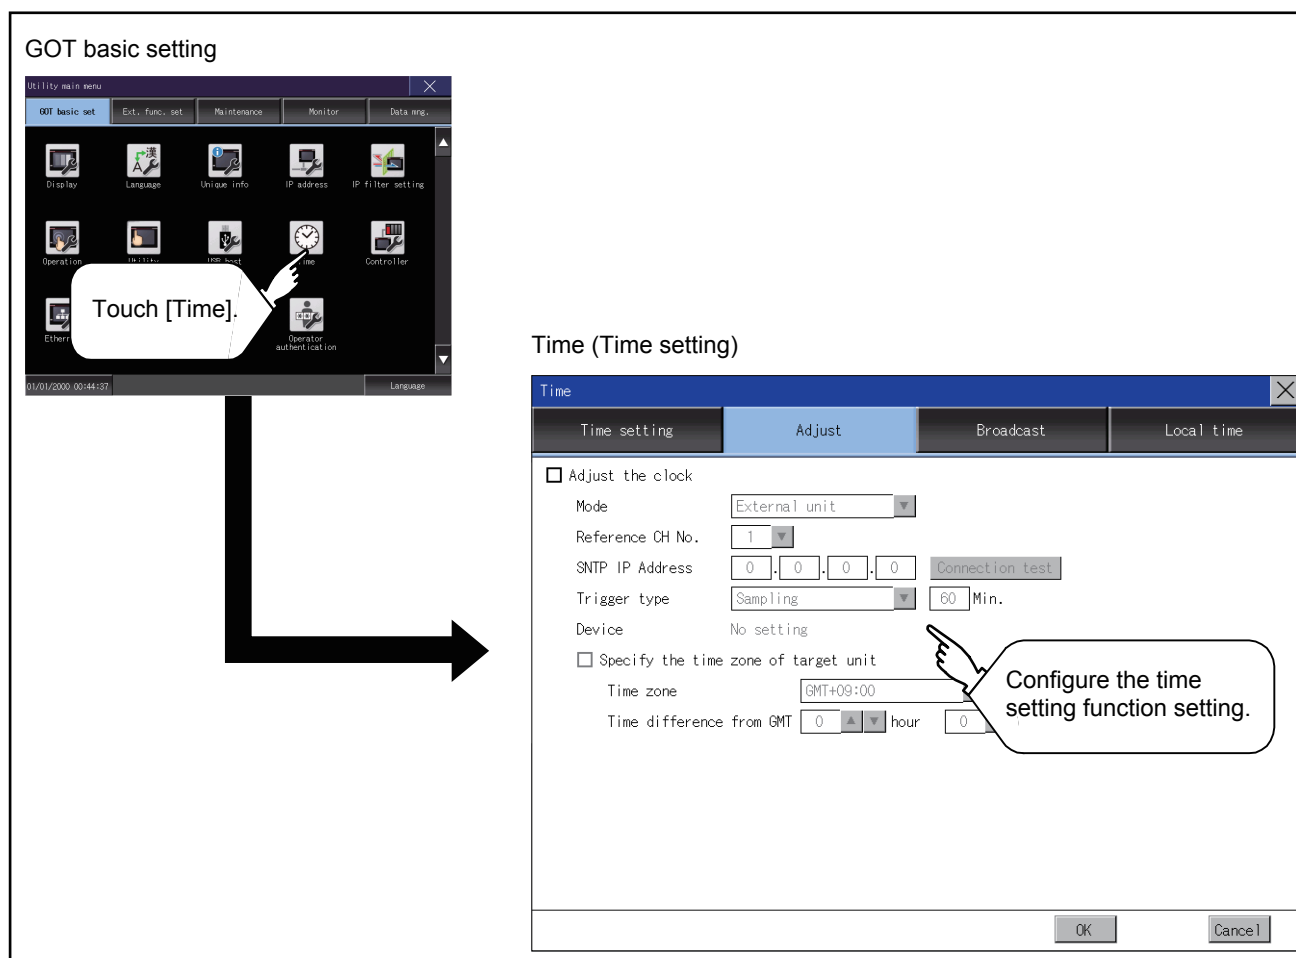 GOT basic setting
Utility main menu
GOT basic set Ext. func. set Maintenance Monitor Data mng.
漢
A
Display Language Unique info IP address IP filter setting
Operation Utility USB host Controller
Touch [Time].
Operator
authentication
01/01/2000 00:44:37 Language
Time (Time setting)
Time
Time setting Adjust Broadcast Local time
Adjust the clock
Mode External unit
Reference CH No. 1
SNTP IP Address 0 . 0 . 0 . 0 Connection test
Trigger type Sampling 60 Min.
Device No setting
Specify the time zone of target unit
Time zone GMT+09:00
Time difference from GMT 0 hour 0
Configure the time
setting function setting.
OK Cancel